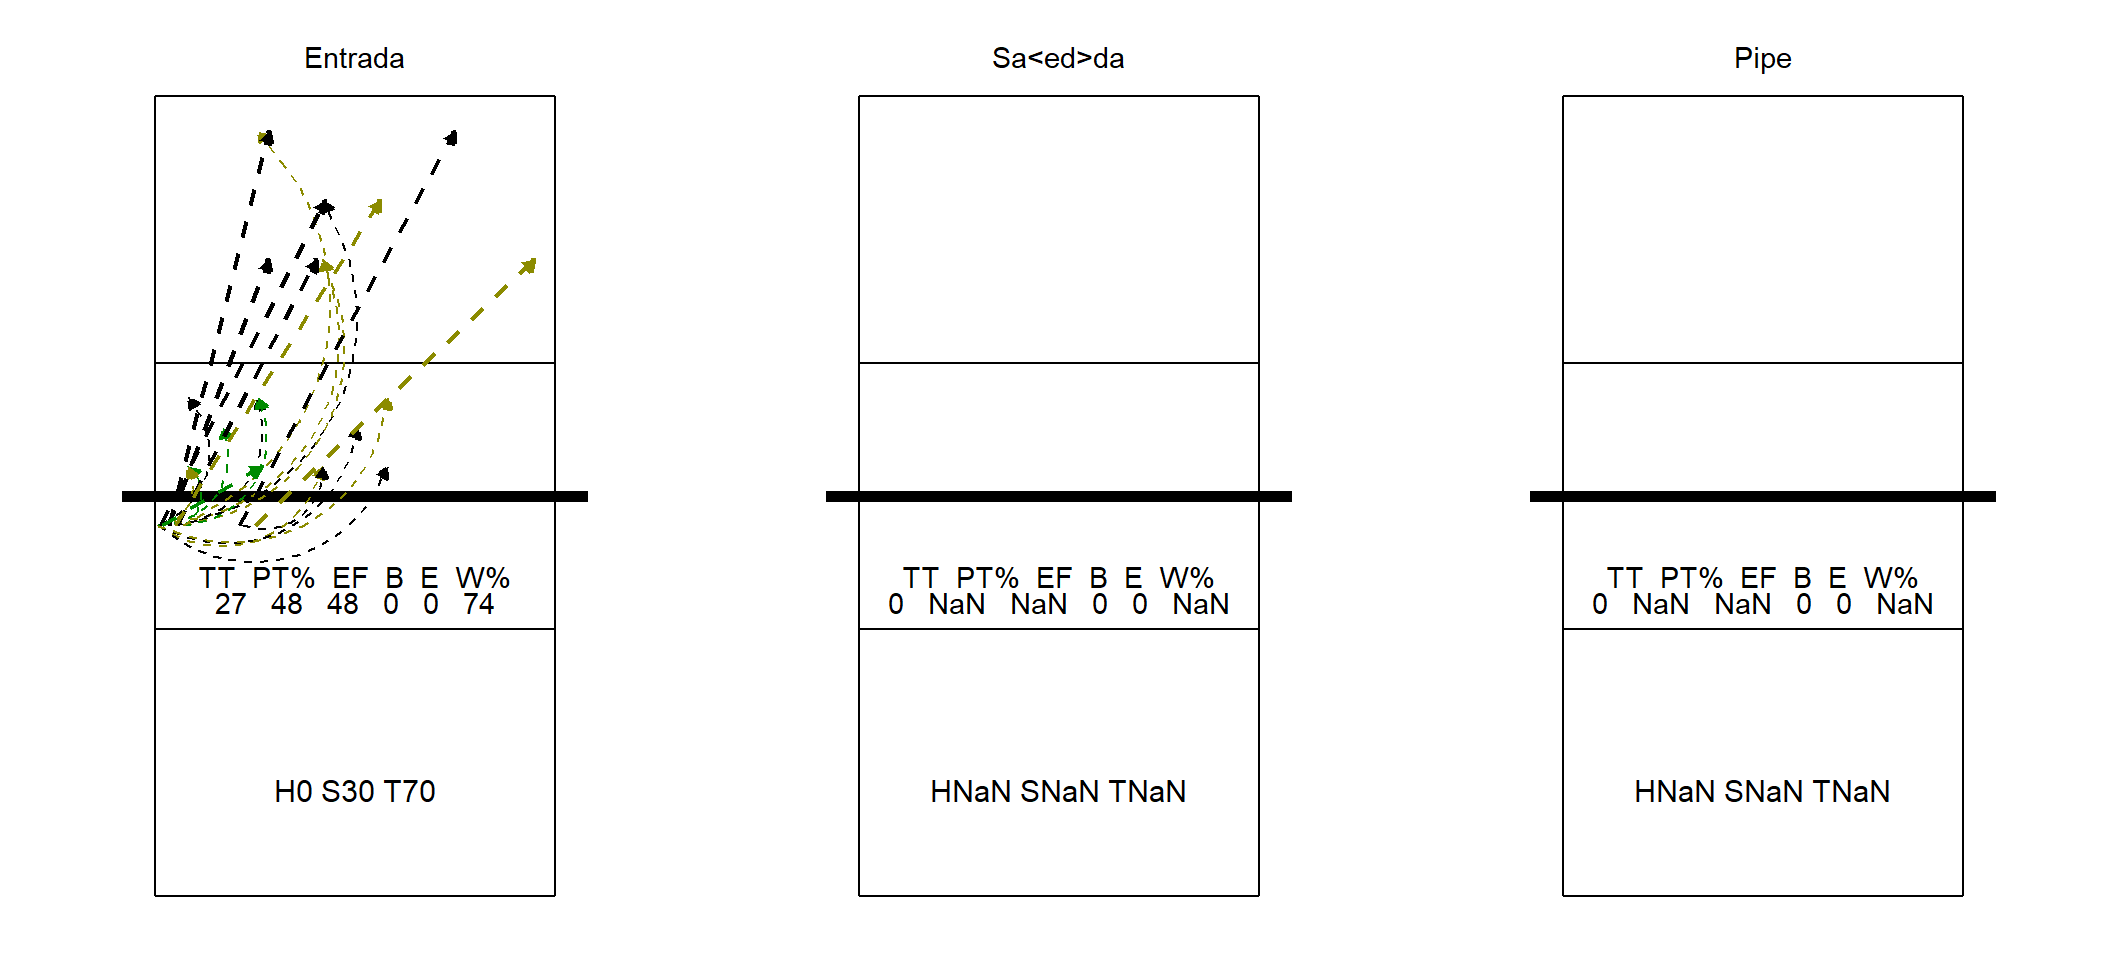 Entrada
TT PT% EF B E W%
27 48 48 0 0 74
H0 S30 T70
Sa<ed>da
TT PT% EF B E W%
0 NaN NaN 0 0 NaN
HNaN SNaN TNaN
Pipe
TT PT% EF B E W%
0 NaN NaN 0 0 NaN
HNaN SNaN TNaN